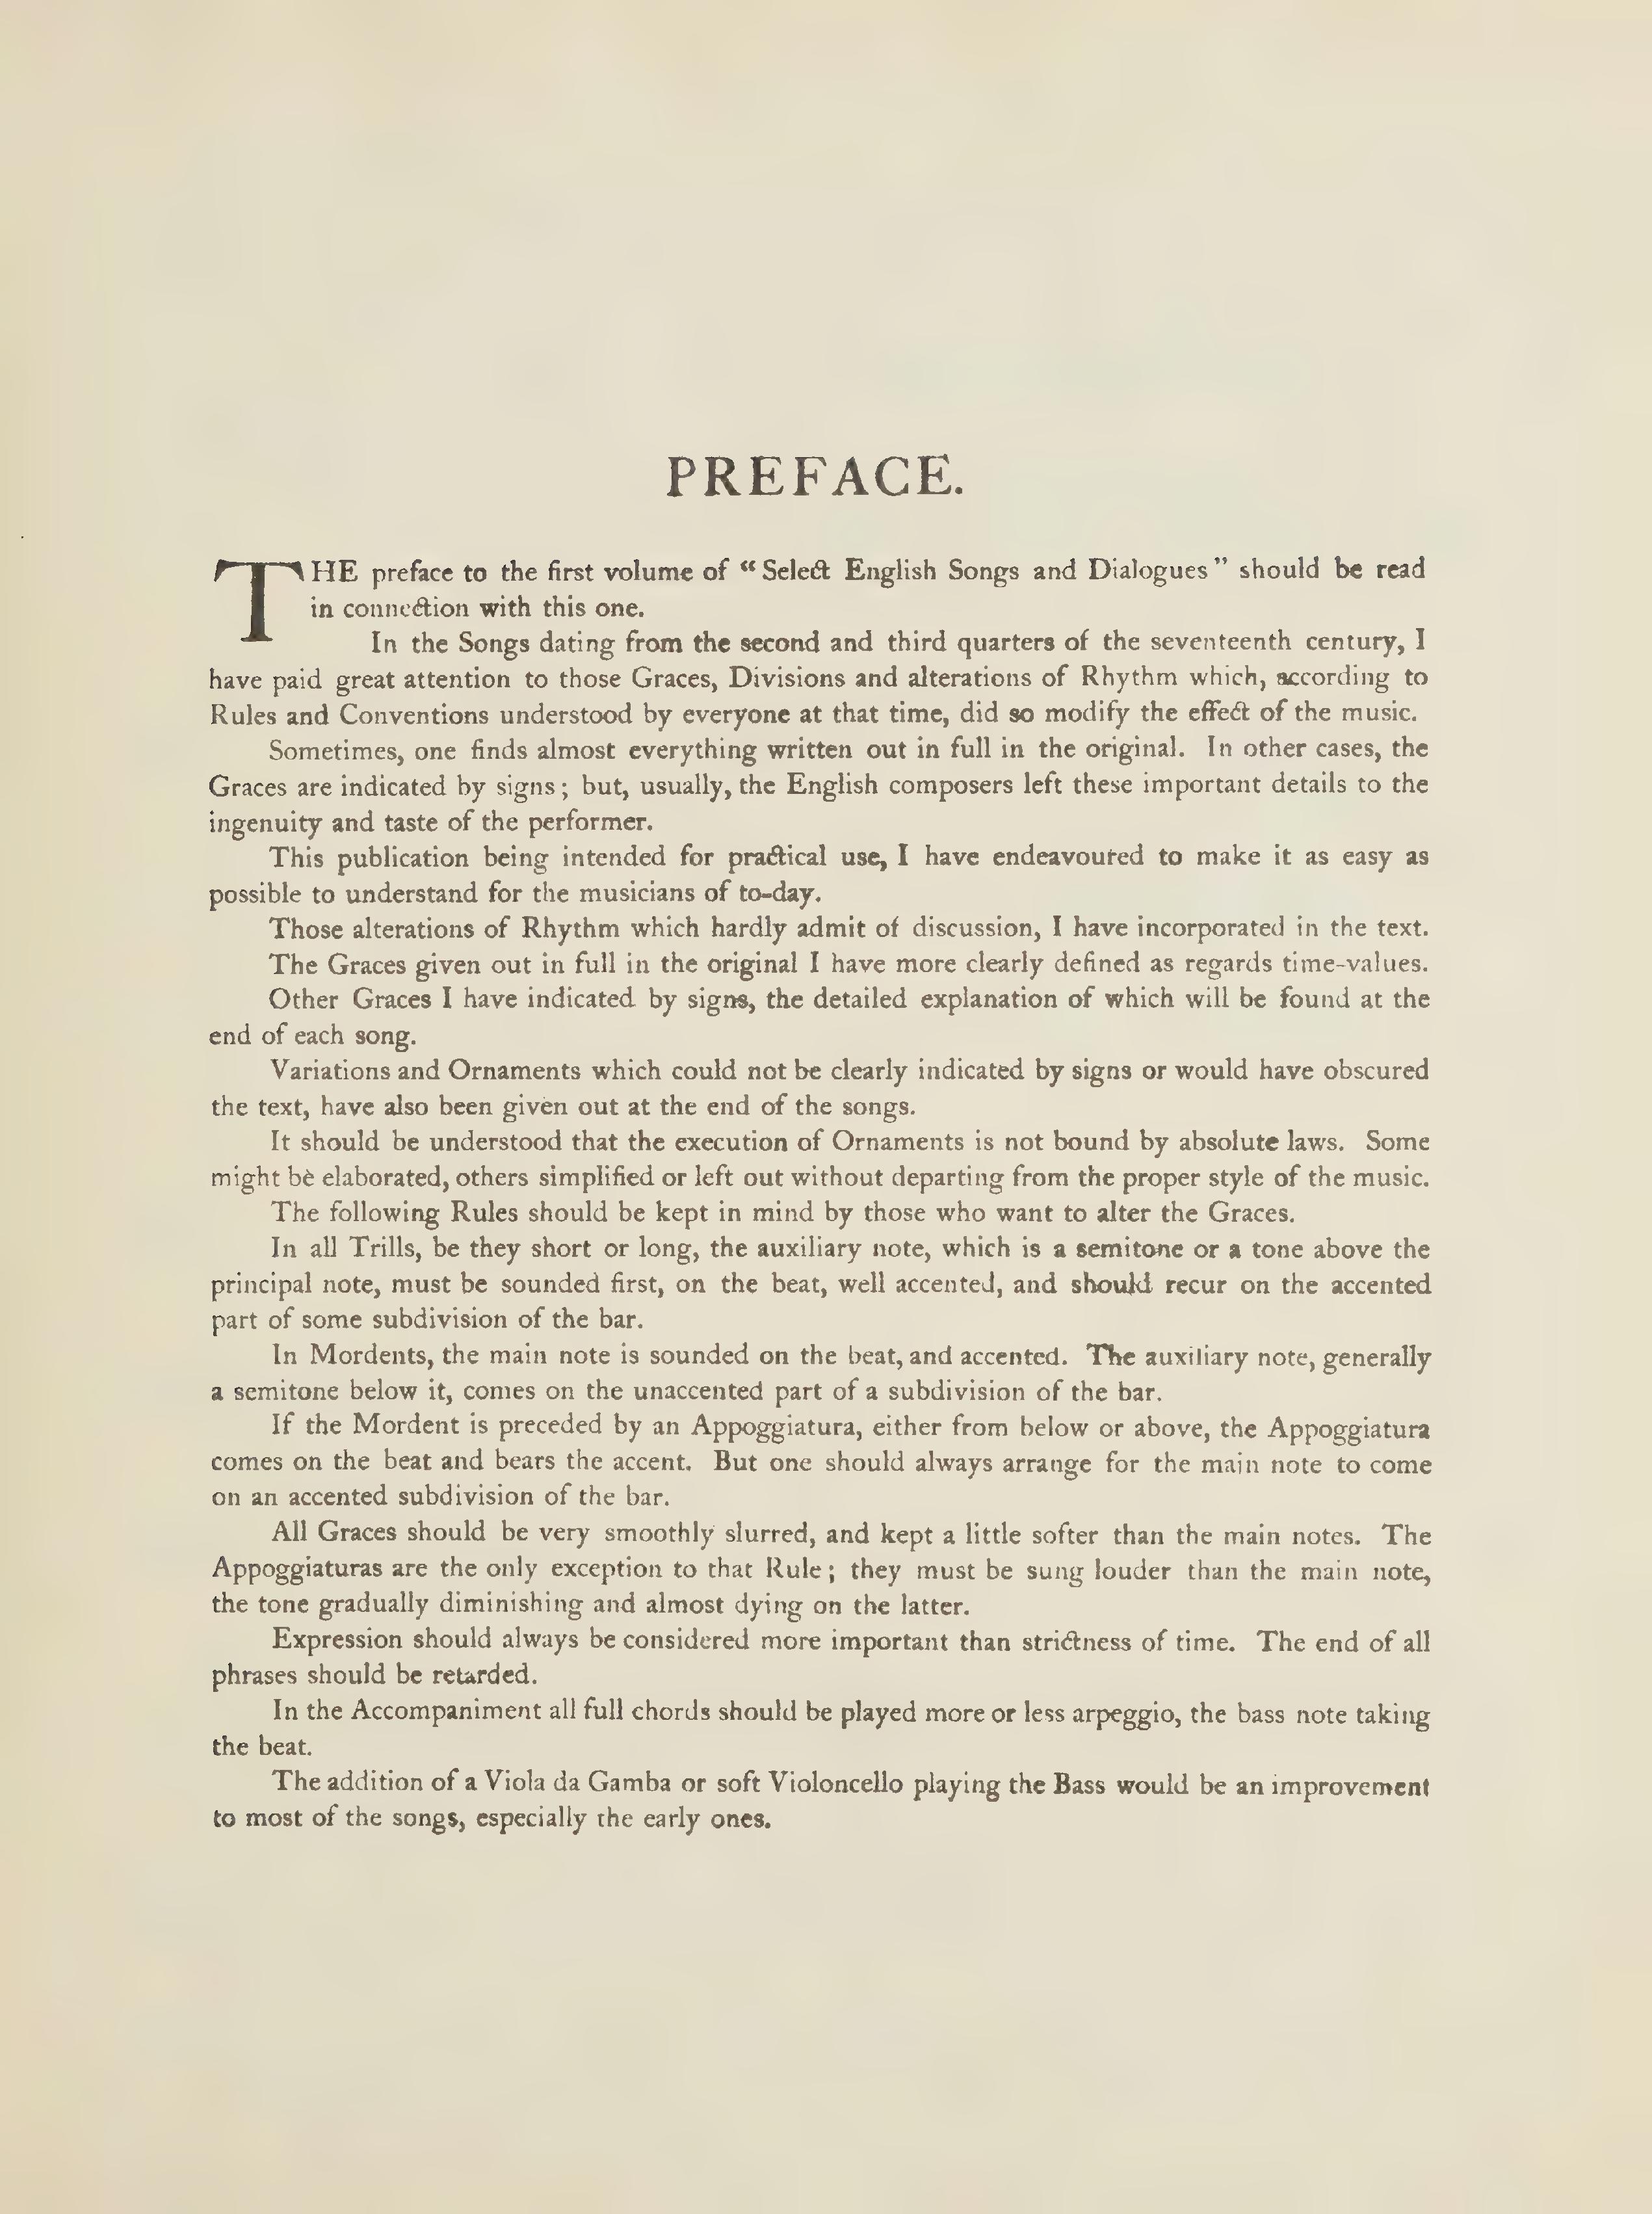 PREFACE.
THE preface to the first volume of “Select English Songs and Dialogues” should be read
in connection with this one.
In the Songs dating from the second and third quarters of the seventeenth century, I
have paid great attention to those Graces, Divisions and alterations of Rhythm which, according to
Rules and Conventions understood by everyone at that time, did so modify the effect of the music.
Sometimes, one finds almost everything written out in full in the original. In other cases, the
Graces are indicated by signs; but, usually, the English composers left these important details to the
ingenuity and taste of the performer.
This publication being intended for practical use, I have endeavoured to make it as easy as
possible to understand for the musicians of to-day.
Those alterations of Rhythm which hardly admit of discussion, I have incorporated in the text.
The Graces given out in full in the original I have more clearly defined as regards time-values.
Other Graces I have indicated by signs, the detailed explanation of which will be found at the
end of each song.
Variations and Ornaments which could not be clearly indicated by signs or would have obscured
the text, have also been given out at the end of the songs.
It should be understood that the execution of Ornaments is not bound by absolute laws. Some
might be elaborated, others simplified or left out without departing from the proper style of the music.
The following Rules should be kept in mind by those who want to alter the Graces.
In all Trills, be they short or long, the auxiliary note, which is a semitone or a tone above the
principal note, must be sounded first, on the beat, well accented, and should recur on the accented
part of some subdivision of the bar.
In Mordents, the main note is sounded on the beat, and accented. The auxiliary note, generally
a semitone below it, comes on the unaccented part of a subdivision of the bar.
If the Mordent is preceded by an Appoggiatura, either from below or above, the Appoggiatura
comes on the beat and bears the accent. But one should always arrange for the main note to come
on an accented subdivision of the bar.
All Graces should be very smoothly slurred, and kept a little softer than the main notes. The
Appoggiaturas are the only exception to that Rule; they must be sung louder than the main note,
the tone gradually diminishing and almost dying on the latter.
Expression should always be considered more important than strictness of time. The end of all
phrases should be retarded.
In the Accompaniment all full chords should be played more or less arpeggio, the bass note taking
the beat.
The addition of a Viola da Gamba or soft Violoncello playing the Bass would be an improvement
to most of the songs, especially the early ones.